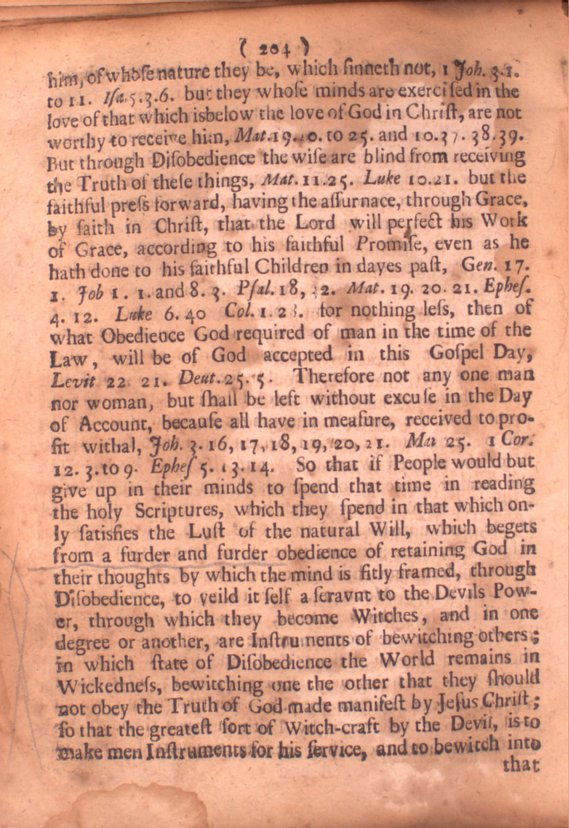 ( 204 )
him, of whose nature they be, which ſinneth not, 1 Joh. 3.1.
to 11. Iſa. 5.3.6. but they whose minds are exerciſed in the
love of that which isbelow the love of God in Chriſt, are not
worthy to receive him, Mat. 19. to 25. and 10.37. 38.39.
But through Diſobedience the wiſe are blind from receiving
the Truth of theſe things, Mat. 11.25. Luke 10.21. but the
faithful preſs forward, having the aſſurnace, through Grace,
by faith in Chriſt, that the Lord will perfect his Work
of Grace, according to his faithful Promiſe, even as he
hath done to his faithful Children in dayes paſt, Gen. 17.
1. Job 1. 1. and 8. 3. Pſal. 18, Mat. 19. 20. 21. Epheſ.
4. 12. Luke 6. 40 Col. 1. for nothing leſs, then of
what Obedience God required of man in the time of the
Law, will be of God accepted in this Goſpel Day,
Levit 22 21. Deut. 25. 5. Therefore not any one man
nor woman, but ſhall be left without excuſe in the Day
of Account, becauſe all have in meaſure, received to pro-
fit withal, Joh. 3. 16, 17, 18, 19, 20, 21. 25. 1 Cor.
12. 3. to 9. Epheſ 5. 13. 14. So that if People would but
give up in their minds to ſpend that time in reading
the holy Scriptures, which they ſpend in that which on-
ly ſatisfies the Luſt of the natural Will, which begets
from a furder and furder obedience of retaining God in
their thoughts by which the mind is fitly framed, through
Diſobedience, to yeild it ſelf a ſeravnt to the Devils Pow-
er, through which they become Witches, and in one
degree or another, are Inſtruments of bewitching others;
in which ſtate of Diſobedience the World remains in
Wickedneſs, bewitching one the other that they ſhould
not obey the Truth of God made manifeſt by Jeſus Chriſt;
ſo that the greateſt ſort of Witch-craft by the Devil, is to
make men Inſtruments for his ſervice, and to bewitch into
that